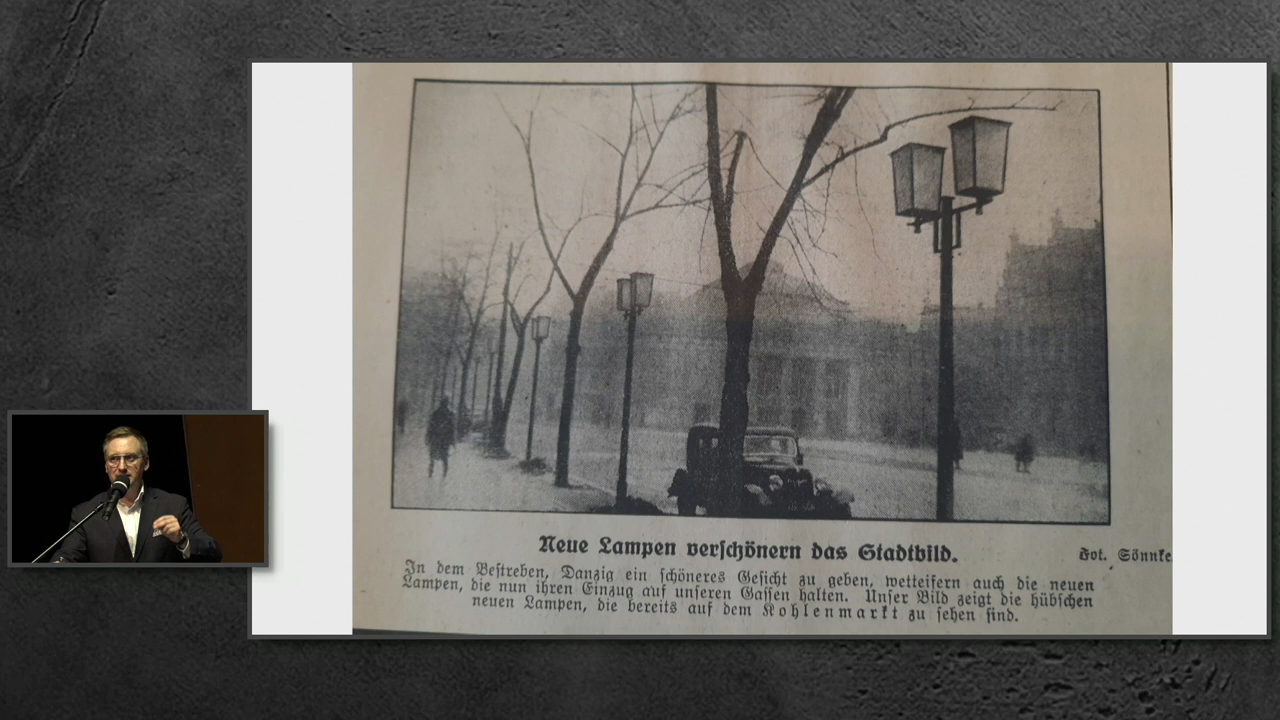 Neue Lampen verschönern das Stadtbild.
Fot. Sönnke
In dem Bestreben, Danzig ein schöneres Gesicht zu geben, wetteifern auch die neuen
Lampen, die nun ihren Einzug auf unseren Gassen halten. Unser Bild zeigt die hübschen
neuen Lampen, die bereits auf dem Kohlenmarkt zu sehen sind.